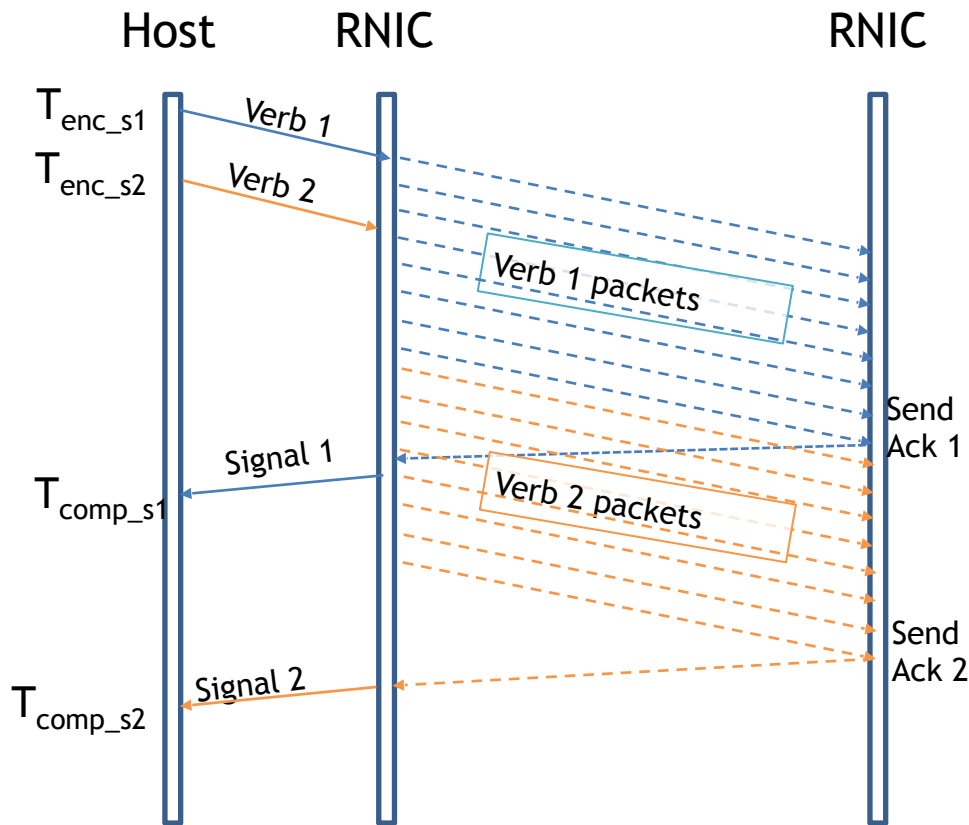 Host
RNIC
RNIC
T_enc_s1
Verb 1
T_enc_s2
Verb 2
Verb 1 packets
Send
Ack 1
Signal 1
T_comp_s1
Verb 2 packets
Send
Ack 2
Signal 2
T_comp_s2